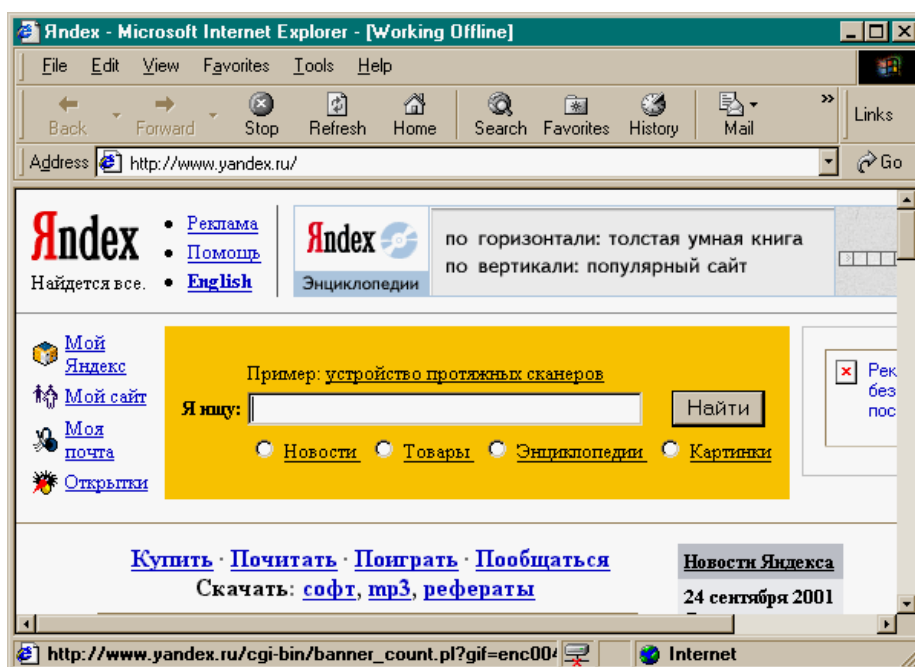 Яndex - Microsoft Internet Explorer - [Working Offline]
File Edit View Favorites Tools Help
Back Forward Stop Refresh Home Search Favorites History Mail » Links
Address http://www.yandex.ru/ Go
Яndex
Найдется все.
• Реклама
• Помощь
• English
Яndex
Энциклопедии
по горизонтали: толстая умная книга
по вертикали: популярный сайт
Мой
Яндекс
Мой сайт
Моя
почта
Открытки
Пример: устройство протяжных сканеров
Я ищу: Найти
Новости Товары Энциклопедии Картинки
Рек
без
пос
Купить · Почитать · Поиграть · Пообщаться
Скачать: софт, mp3, рефераты
Новости Яндекса
24 сентября 2001
http://www.yandex.ru/cgi-bin/banner_count.pl?gif=enc004 Internet